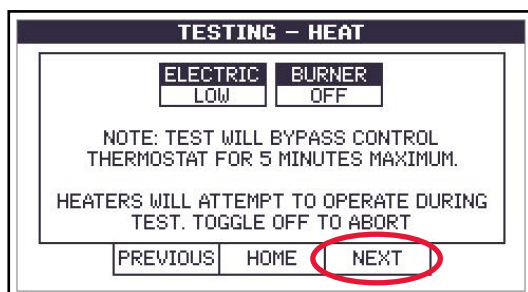 TESTING - HEAT
ELECTRIC BURNER
LOW OFF
NOTE: TEST WILL BYPASS CONTROL
THERMOSTAT FOR 5 MINUTES MAXIMUM.
HEATERS WILL ATTEMPT TO OPERATE DURING
TEST. TOGGLE OFF TO ABORT
PREVIOUS HOME NEXT